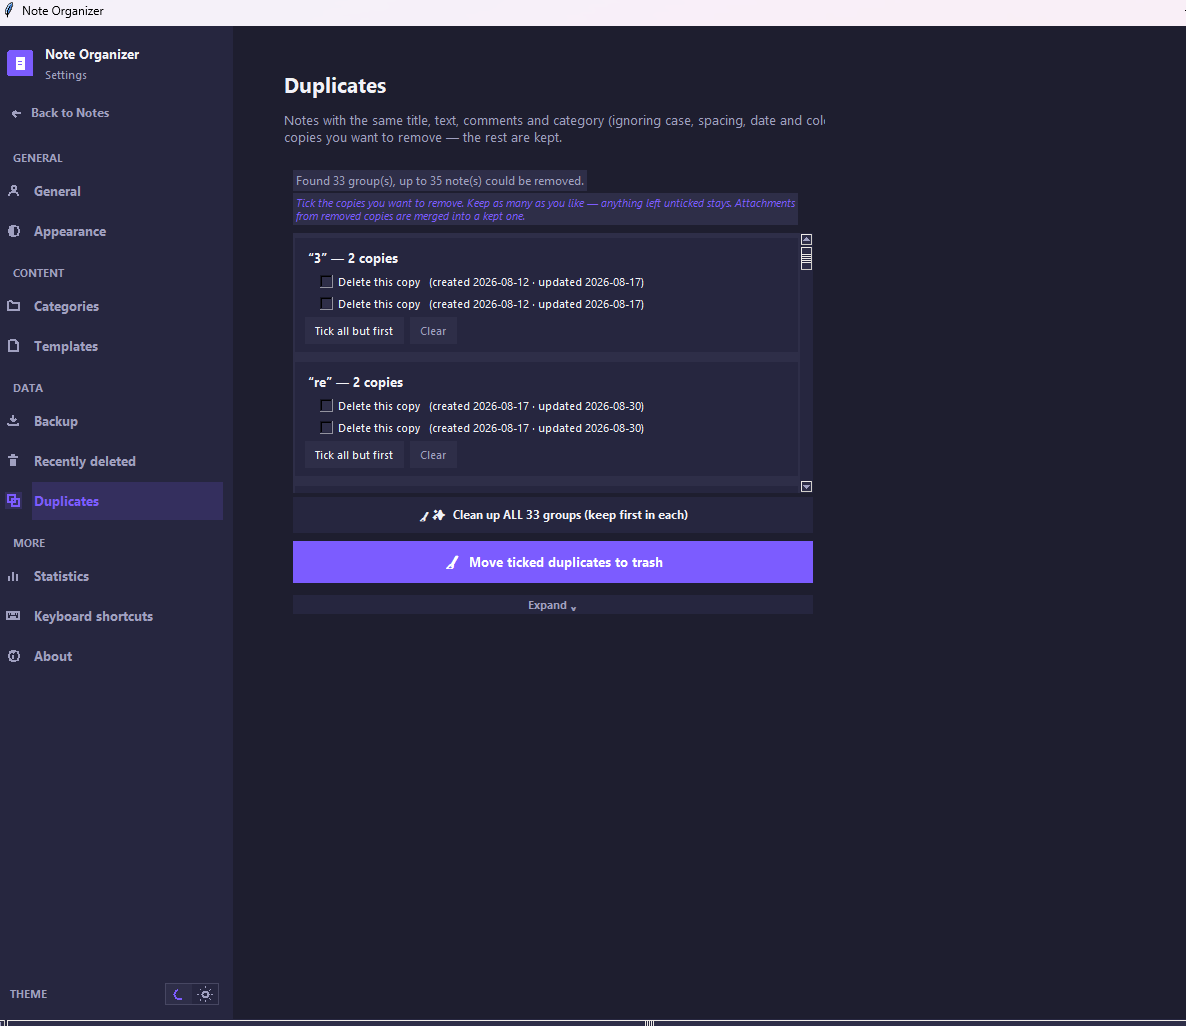 Note Organizer
Note Organizer
Settings
Back to Notes
GENERAL
General
Appearance
CONTENT
Categories
Templates
DATA
Backup
Recently deleted
Duplicates
MORE
Statistics
Keyboard shortcuts
About
THEME
Duplicates
Notes with the same title, text, comments and category (ignoring case, spacing, date and
copies you want to remove — the rest are kept.
Found 33 group(s), up to 35 note(s) could be removed.
Tick the copies you want to remove. Keep as many as you like — anything left unticked stays. Attachments
from removed copies are merged into a kept one.
“3” — 2 copies
Delete this copy (created 2026-08-12 · updated 2026-08-17)
Delete this copy (created 2026-08-12 · updated 2026-08-17)
Tick all but first Clear
“re” — 2 copies
Delete this copy (created 2026-08-17 · updated 2026-08-30)
Delete this copy (created 2026-08-17 · updated 2026-08-30)
Tick all but first Clear
Clean up ALL 33 groups (keep first in each)
Move ticked duplicates to trash
Expand